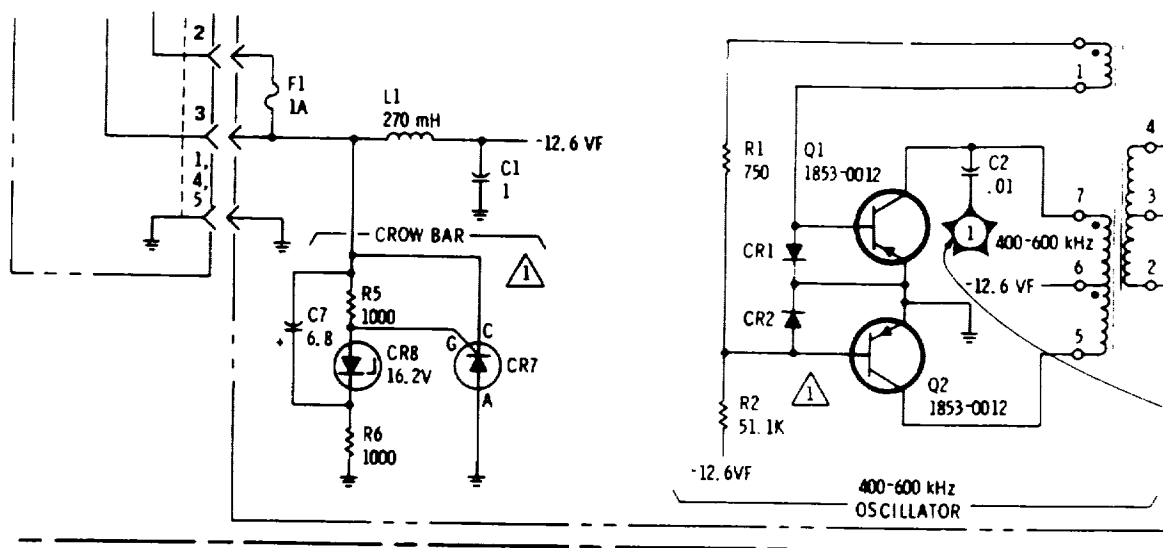 2
F1
1A
3
L1
270 mH
-12.6 VF
1,
4,
5
C1
1
CROW BAR
1
C7
6.8
+
R5
1000
G
C
CR8
16.2V
CR7
A
R6
1000
1
4
R1
750
Q1
1853-0012
C2
.01
7
3
1
400-600 kHz
CR1
6
-12.6 VF
2
CR2
5
1
Q2
1853-0012
R2
51.1K
-12.6VF
400-600 kHz
OSCILLATOR